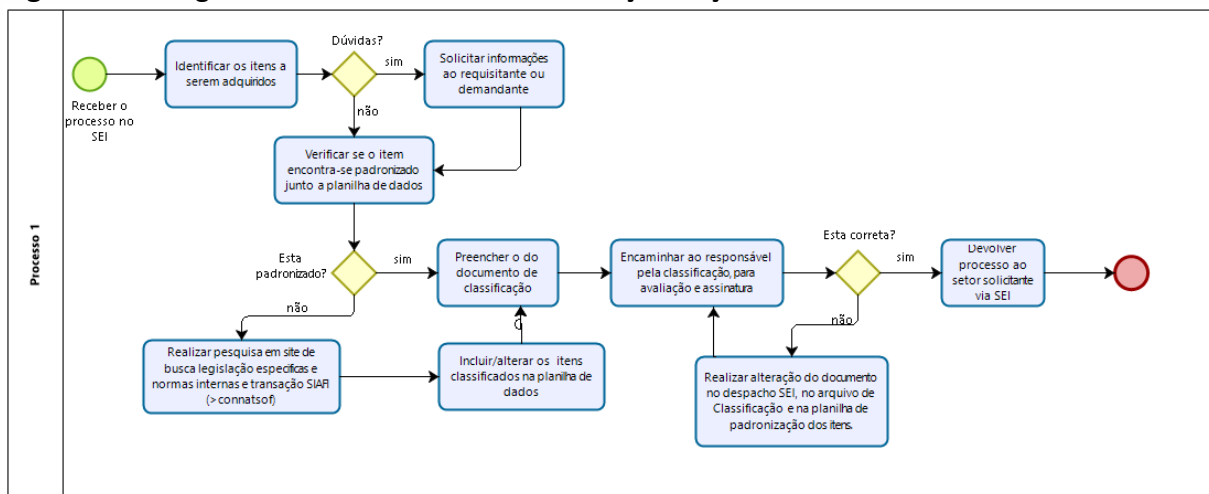 Processo 1
Receber o
processo no
SEI
Identificar os itens a
serem adquiridos
Dúvidas?
sim
não
Solicitar informações
ao requisitante ou
demandante
Verificar se o item
encontra-se padronizado
junto a planilha de dados
Esta
padronizado?
sim
não
Preencher o do
documento de
classificação
Encaminhar ao responsável
pela classificação, para
avaliação e assinatura
Esta correta?
sim
não
Devolver
processo ao
setor solicitante
via SEI
Realizar pesquisa em site de
busca legislação especificas e
normas internas e transação SIAFI
(>connatsof)
Incluir/alterar os itens
classificados na planilha de
dados
Realizar alteração do documento
no despacho SEI, no arquivo de
Classificação e na planilha de
padronização dos itens.